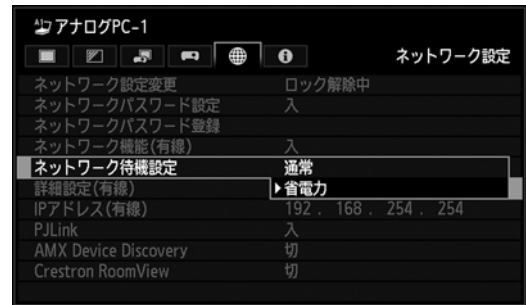 アナログPC-1
ネットワーク設定
ネットワーク設定変更 ロック解除中
ネットワークパスワード設定 入
ネットワークパスワード登録
ネットワーク機能(有線) 入
ネットワーク待機設定 通常
詳細設定(有線) 省電力
IPアドレス(有線) 192 . 168 . 254 . 254
PJLink 入
AMX Device Discovery 切
Crestron RoomView 切